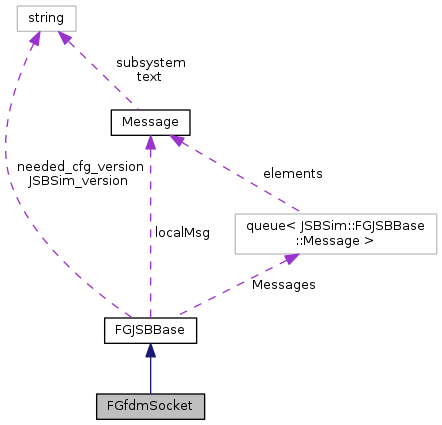 string
subsystem
text
Message
needed_cfg_version
JSBSim_version
elements
localMsg
queue< JSBSim::FGJSBBase
::Message >
Messages
FGJSBBase
FGfdmSocket